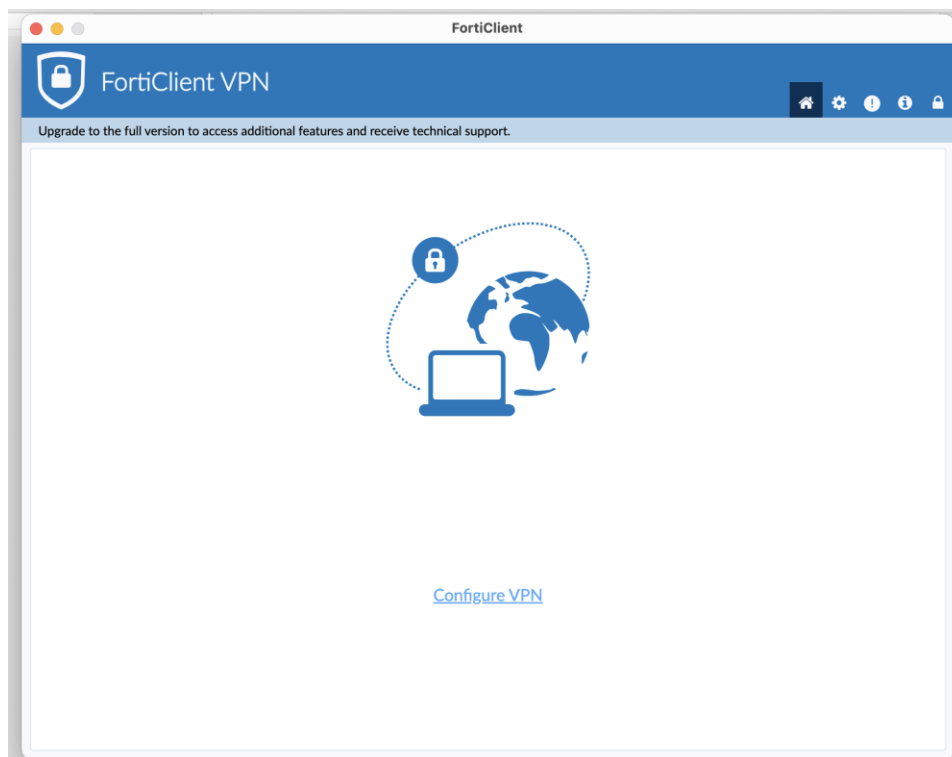 FortiClient
FortiClient VPN
Upgrade to the full version to access additional features and receive technical support.
Configure VPN